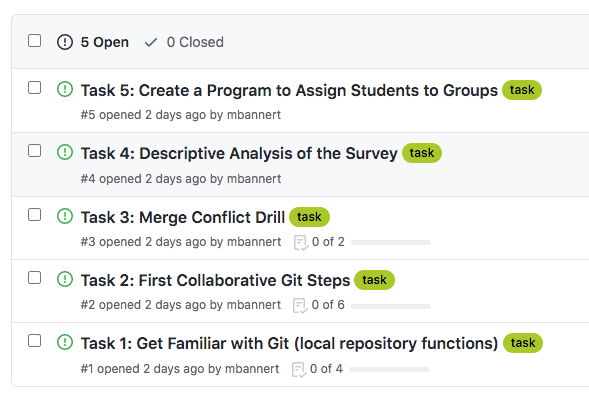 5 Open 0 Closed
Task 5: Create a Program to Assign Students to Groups task
#5 opened 2 days ago by mbannert
Task 4: Descriptive Analysis of the Survey task
#4 opened 2 days ago by mbannert
Task 3: Merge Conflict Drill task
#3 opened 2 days ago by mbannert 0 of 2
Task 2: First Collaborative Git Steps task
#2 opened 2 days ago by mbannert 0 of 6
Task 1: Get Familiar with Git (local repository functions) task
#1 opened 2 days ago by mbannert 0 of 4